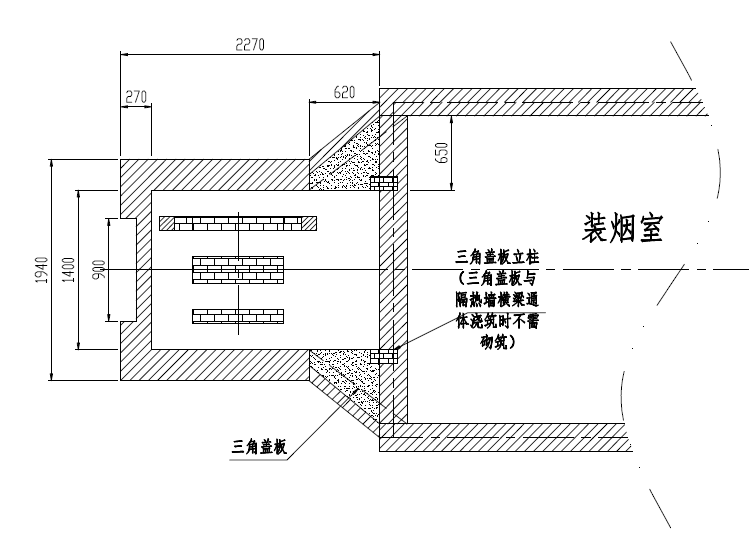 2270
270
620
650
装烟室
1940
1400
900
三角盖板立柱
（三角盖板与
隔热墙横梁通
体浇筑时不需
砌筑）
三角盖板